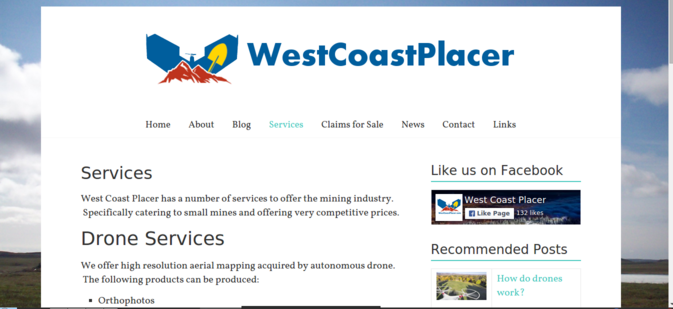 WestCoastPlacer
Home About Blog Services Claims for Sale News Contact Links
Services
West Coast Placer has a number of services to offer the mining industry.
Specifically catering to small mines and offering very competitive prices.
Drone Services
We offer high resolution aerial mapping acquired by autonomous drone.
The following products can be produced:
Orthophotos
Like us on Facebook
West Coast Placer
Like Page 132 likes
Recommended Posts
How do drones
work?